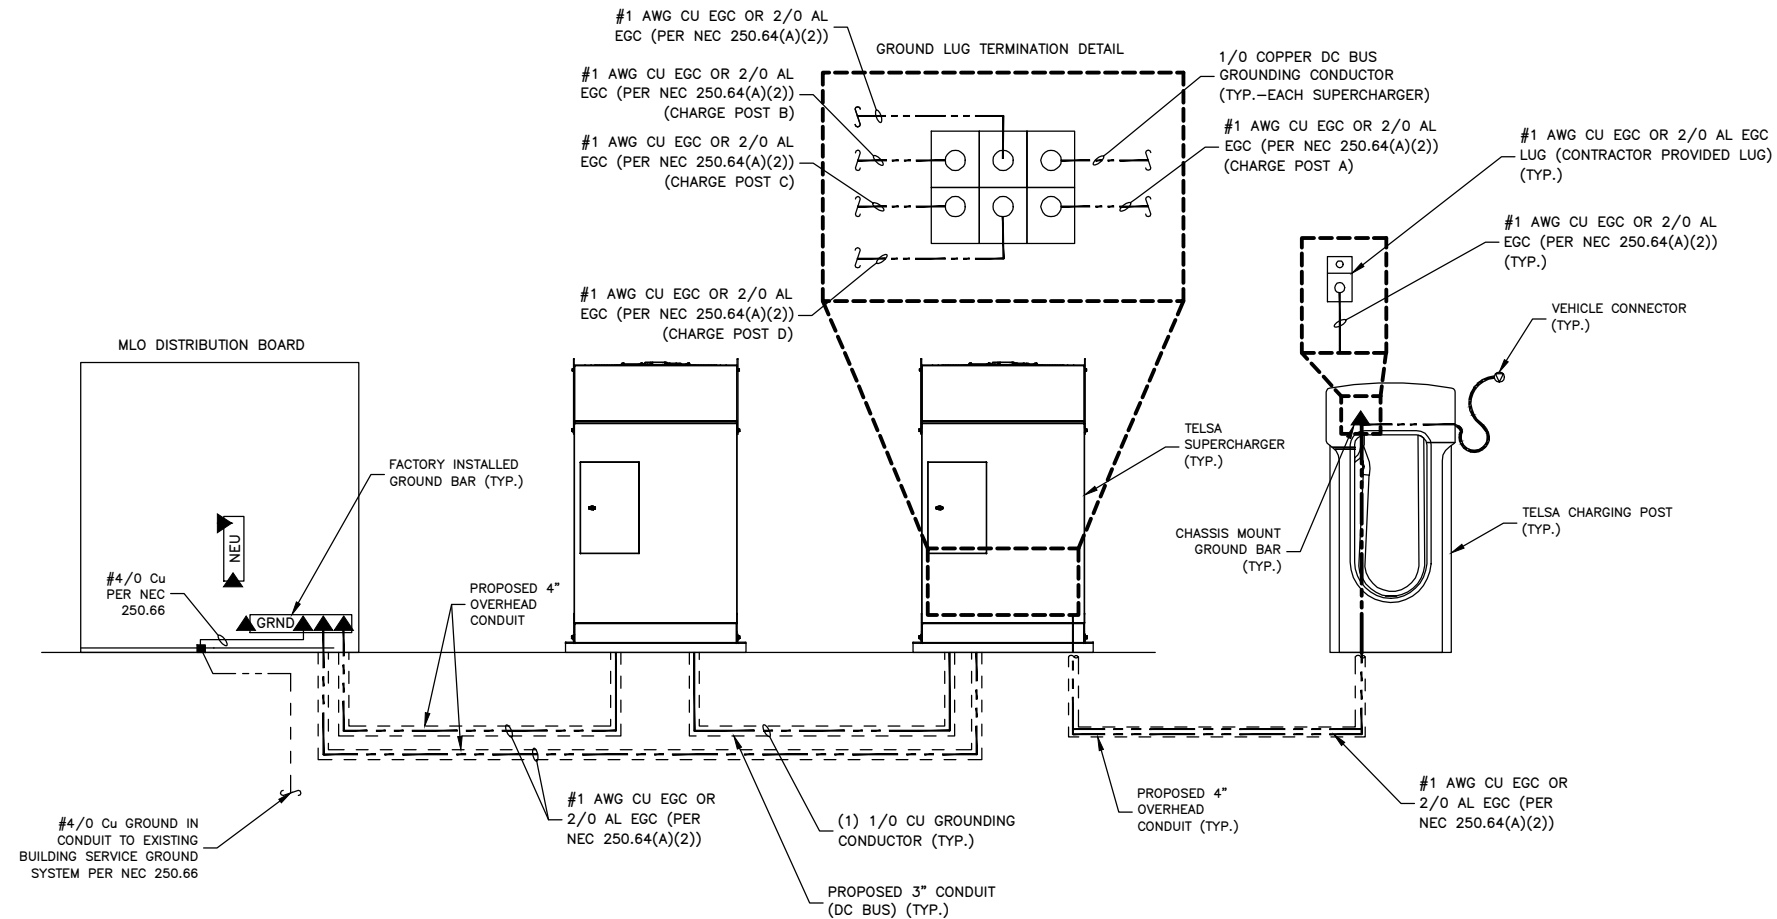 #1 AWG CU EGC OR 2/0 AL
EGC (PER NEC 250.64(A)(2))
GROUND LUG TERMINATION DETAIL
#1 AWG CU EGC OR 2/0 AL
EGC (PER NEC 250.64(A)(2))
(CHARGE POST B)
1/0 COPPER DC BUS
GROUNDING CONDUCTOR
(TYP.-EACH SUPERCHARGER)
#1 AWG CU EGC OR 2/0 AL
EGC (PER NEC 250.64(A)(2))
(CHARGE POST C)
#1 AWG CU EGC OR 2/0 AL
EGC (PER NEC 250.64(A)(2))
(CHARGE POST A)
#1 AWG CU EGC OR 2/0 AL EGC
LUG (CONTRACTOR PROVIDED LUG)
(TYP.)
#1 AWG CU EGC OR 2/0 AL
EGC (PER NEC 250.64(A)(2))
(TYP.)
#1 AWG CU EGC OR 2/0 AL
EGC (PER NEC 250.64(A)(2))
(CHARGE POST D)
VEHICLE CONNECTOR
(TYP.)
MLO DISTRIBUTION BOARD
FACTORY INSTALLED
GROUND BAR (TYP.)
TELSA
SUPERCHARGER
(TYP.)
NEU
CHASSIS MOUNT
GROUND BAR
(TYP.)
TELSA CHARGING POST
(TYP.)
#4/0 Cu
PER NEC
250.66
GRND
PROPOSED 4"
OVERHEAD
CONDUIT
#4/0 Cu GROUND IN
CONDUIT TO EXISTING
BUILDING SERVICE GROUND
SYSTEM PER NEC 250.66
#1 AWG CU EGC OR
2/0 AL EGC (PER
NEC 250.64(A)(2))
(1) 1/0 CU GROUNDING
CONDUCTOR (TYP.)
PROPOSED 3" CONDUIT
(DC BUS) (TYP.)
PROPOSED 4"
OVERHEAD
CONDUIT (TYP.)
#1 AWG CU EGC OR
2/0 AL EGC (PER
NEC 250.64(A)(2))